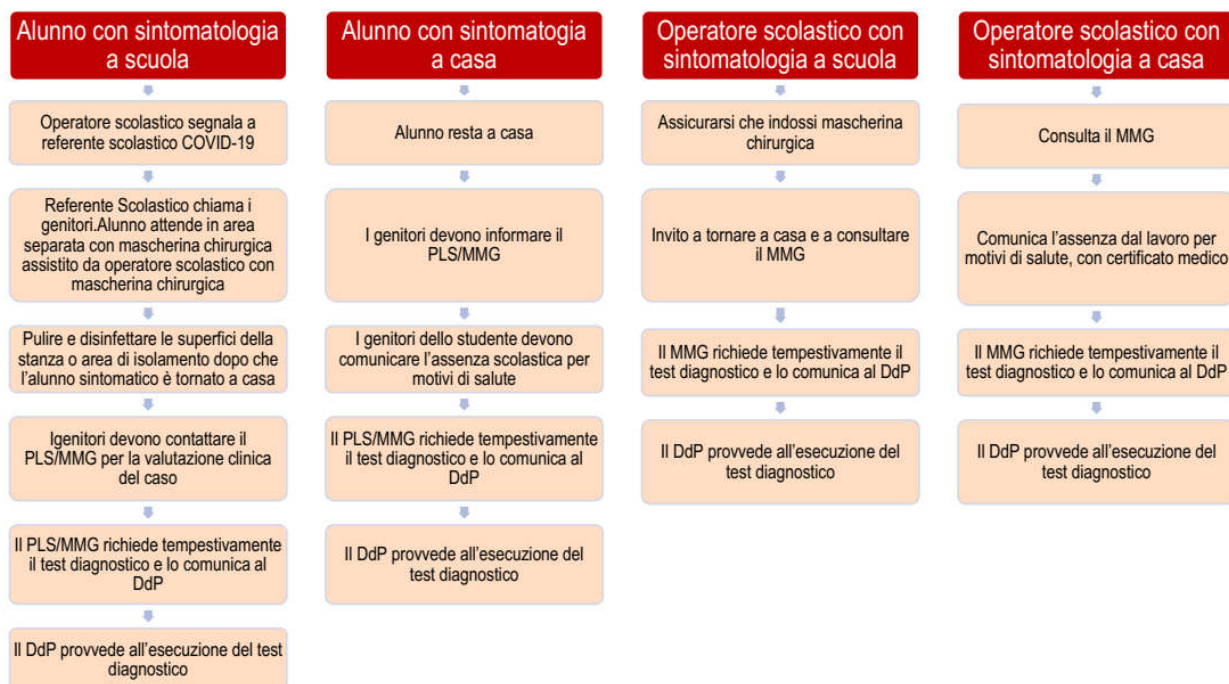 Alunno con sintomatologia
a scuola
Operatore scolastico segnala a
referente scolastico COVID-19
Referente Scolastico chiama i
genitori.Alunno attende in area
separata con mascherina chirurgica
assistito da operatore scolastico con
mascherina chirurgica
Pulire e disinfettare le superfici della
stanza o area di isolamento dopo che
l'alunno sintomatico è tornato a casa
Igenitori devono contattare il
PLS/MMG per la valutazione clinica
del caso
Il PLS/MMG richiede tempestivamente
il test diagnostico e lo comunica al
DdP
Il DdP provvede all'esecuzione del test
diagnostico
Alunno con sintomatogia
a casa
Alunno resta a casa
I genitori devono informare il
PLS/MMG
I genitori dello studente devono
comunicare l'assenza scolastica per
motivi di salute
Il PLS/MMG richiede tempestivamente
il test diagnostico e lo comunica al
DdP
Il DdP provvede all'esecuzione del
test diagnostico
Operatore scolastico con
sintomatologia a scuola
Assicurarsi che indossi mascherina
chirurgica
Invito a tornare a casa e a consultare
il MMG
Il MMG richiede tempestivamente il
test diagnostico e lo comunica al DdP
Il DdP provvede all'esecuzione del
test diagnostico
Operatore scolastico con
sintomatologia a casa
Consulta il MMG
Comunica l'assenza dal lavoro per
motivi di salute, con certificato medico
Il MMG richiede tempestivamente il
test diagnostico e lo comunica al DdP
Il DdP provvede all'esecuzione del
test diagnostico